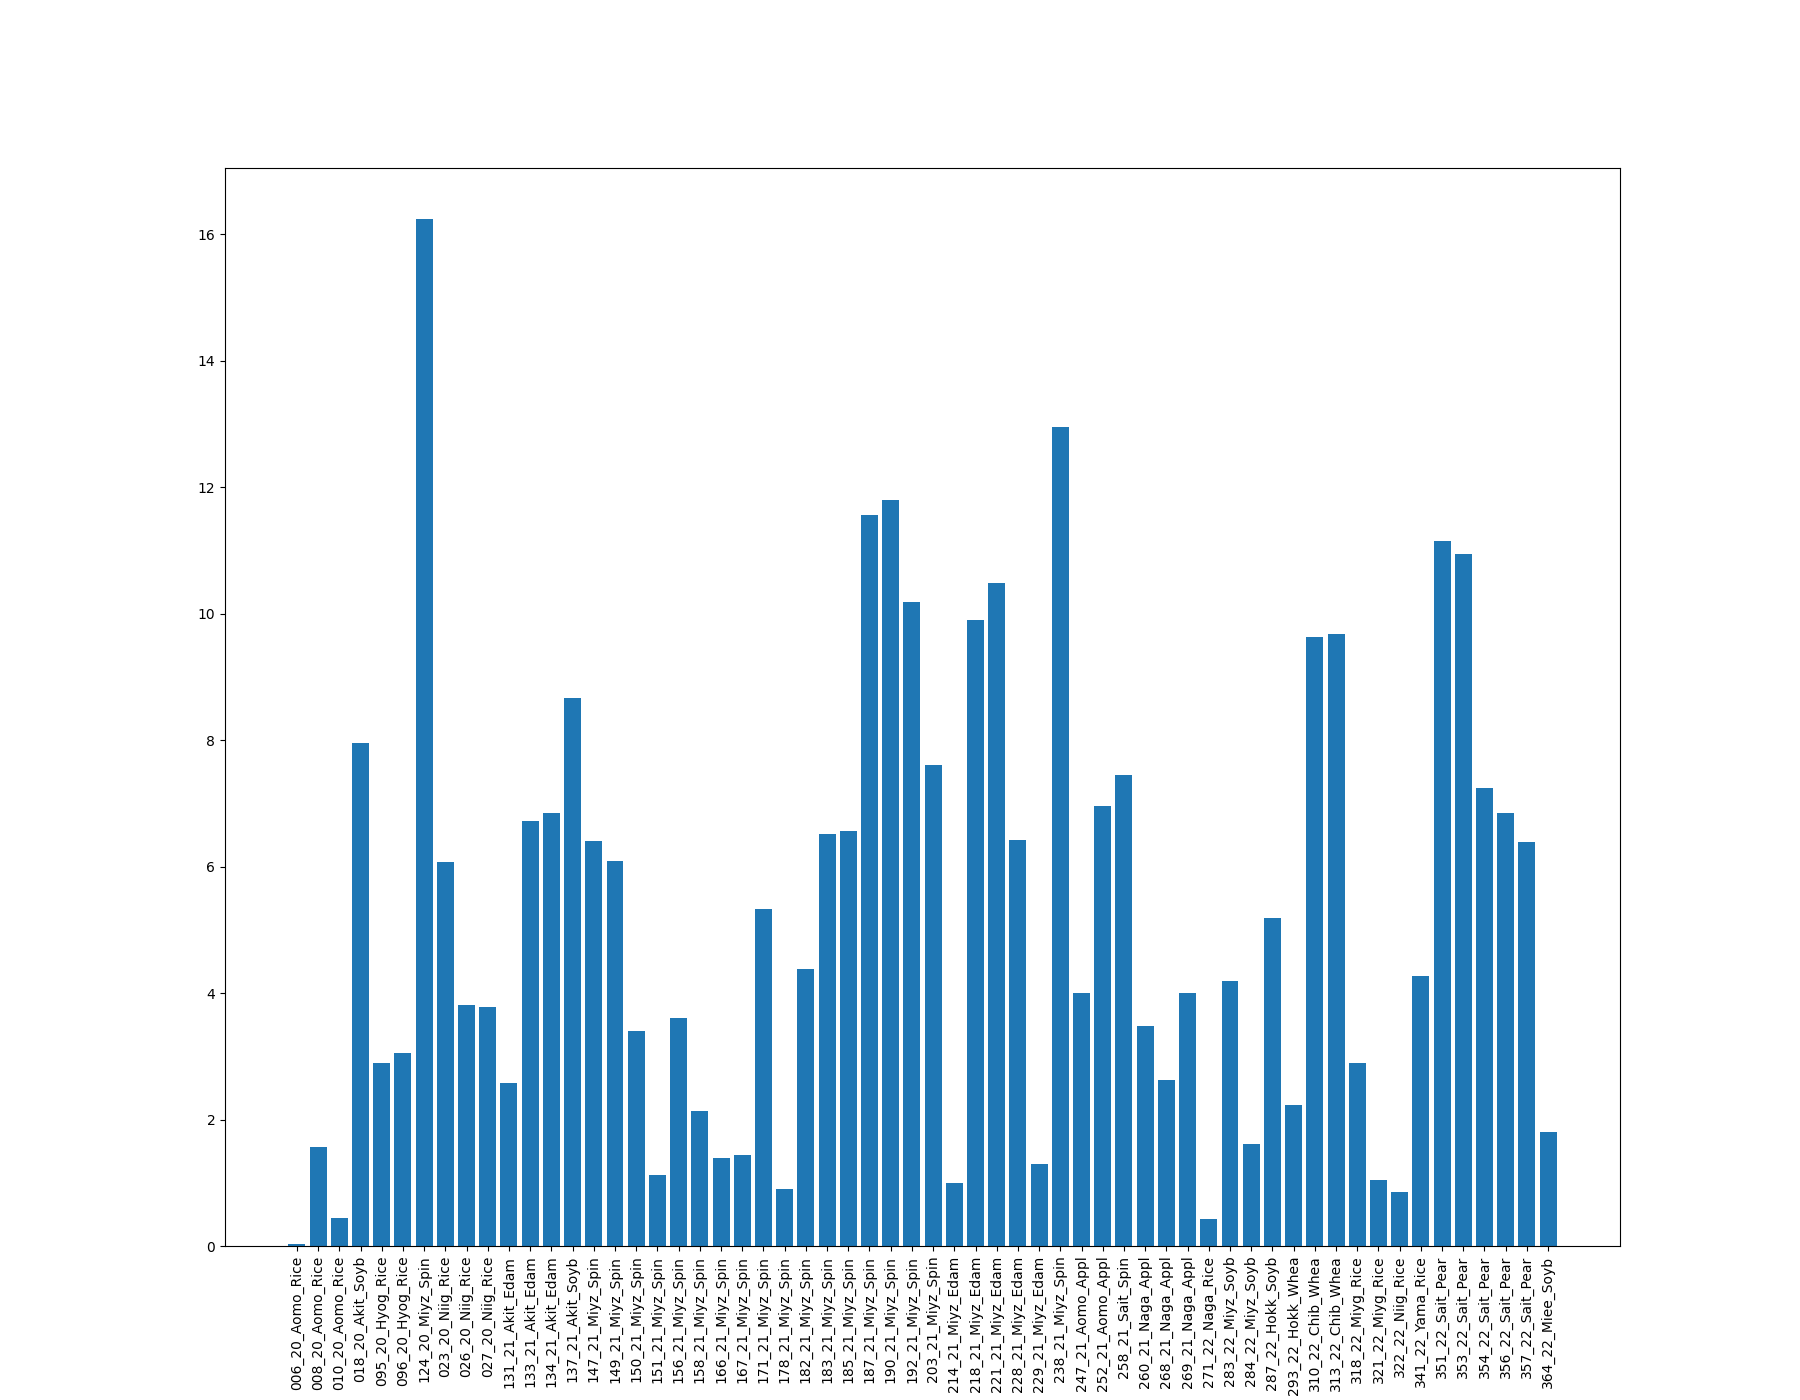 16
14
12
10
8
6
4
2
0
006_20_Aomo_Rice
008_20_Aomo_Rice
010_20_Aomo_Rice
018_20_Akit_Soyb
095_20_Hyog_Rice
096_20_Hyog_Rice
124_20_Miyz_Spin
023_20_Niig_Rice
026_20_Niig_Rice
027_20_Niig_Rice
131_21_Akit_Edam
133_21_Akit_Edam
134_21_Akit_Edam
137_21_Akit_Soyb
147_21_Miyz_Spin
149_21_Miyz_Spin
150_21_Miyz_Spin
151_21_Miyz_Spin
156_21_Miyz_Spin
158_21_Miyz_Spin
166_21_Miyz_Spin
167_21_Miyz_Spin
171_21_Miyz_Spin
178_21_Miyz_Spin
182_21_Miyz_Spin
183_21_Miyz_Spin
185_21_Miyz_Spin
187_21_Miyz_Spin
190_21_Miyz_Spin
192_21_Miyz_Spin
203_21_Miyz_Spin
214_21_Miyz_Edam
218_21_Miyz_Edam
221_21_Miyz_Edam
228_21_Miyz_Edam
229_21_Miyz_Edam
238_21_Miyz_Spin
247_21_Aomo_Appl
252_21_Aomo_Appl
258_21_Sait_Spin
260_21_Naga_Appl
268_21_Naga_Appl
269_21_Naga_Appl
271_22_Naga_Rice
283_22_Miyz_Soyb
284_22_Miyz_Soyb
287_22_Hokk_Soyb
293_22_Hokk_Whea
310_22_Chib_Whea
313_22_Chib_Whea
318_22_Miyg_Rice
321_22_Miyg_Rice
322_22_Niig_Rice
341_22_Yama_Rice
351_22_Sait_Pear
353_22_Sait_Pear
354_22_Sait_Pear
356_22_Sait_Pear
357_22_Sait_Pear
364_22_Miee_Soyb